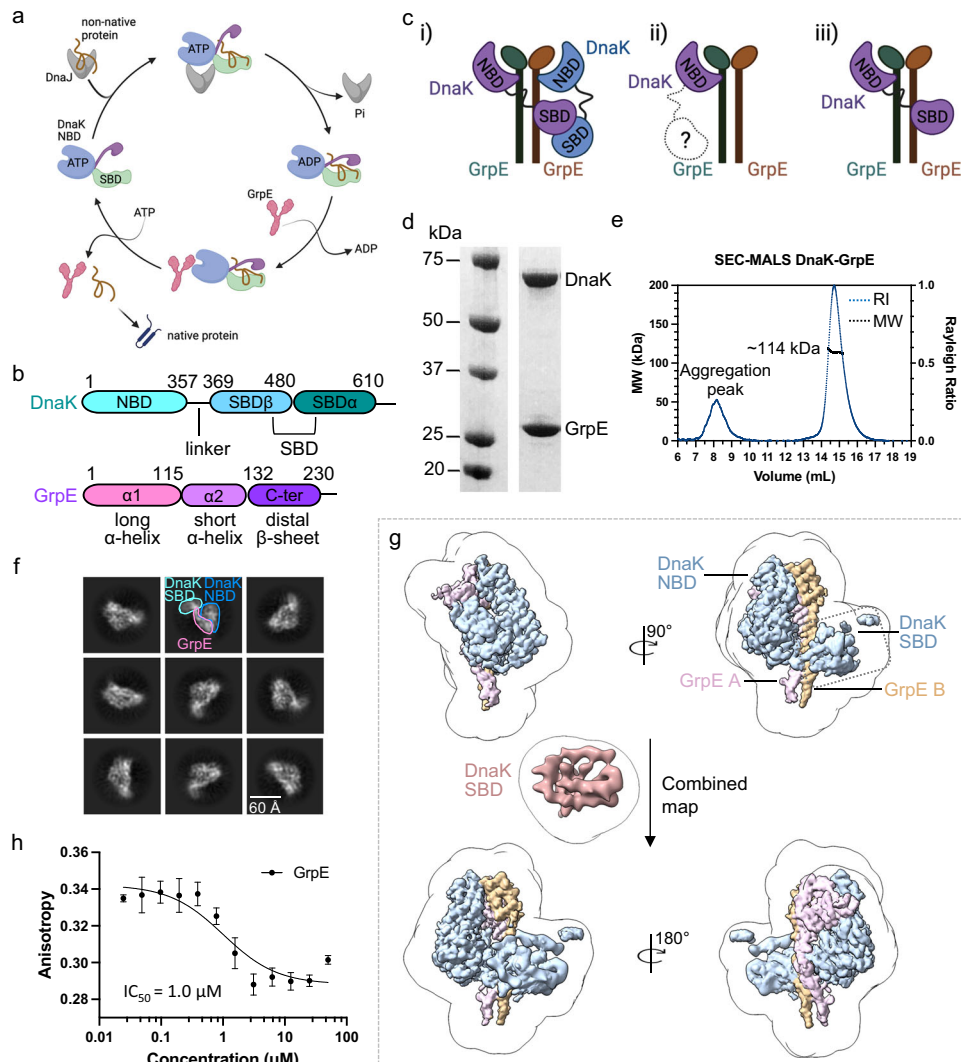 a
non-native
protein
DnaJ
ATP
Pi
DnaK
NBD
ATP
SBD
ADP
GrpE
ATP
ADP
native protein
b
1 357 369 480 610
DnaK NBD SBDβ SBDα
linker SBD
1 115 132 230
GrpE α1 α2 C-ter
long short distal
α-helix α-helix β-sheet
c
i) ii) iii)
DnaK
NBD NBD NBD NBD
DnaK DnaK DnaK
SBD SBD ? SBD
GrpE GrpE GrpE GrpE GrpE GrpE
d
kDa
75
50
37
25
20
DnaK
GrpE
e
SEC-MALS DnaK-GrpE
MW (kDa)
200
150
100
50
0
RI
MW
~114 kDa
Aggregation
peak
1.0
0.8
0.6
0.4
0.2
0.0
Rayleigh Ratio
6 7 8 9 10 11 12 13 14 15 16 17 18 19
Volume (mL)
f
DnaK DnaK
SBD NBD
GrpE
60 Å
g
90°
DnaK
NBD
DnaK
SBD
GrpE A
GrpE B
DnaK
SBD
Combined
map
180°
h
Anisotropy
0.36
0.34
0.32
0.30
0.28
GrpE
IC50 = 1.0 µM
0.01 0.1 1 10 100
Concentration (µM)